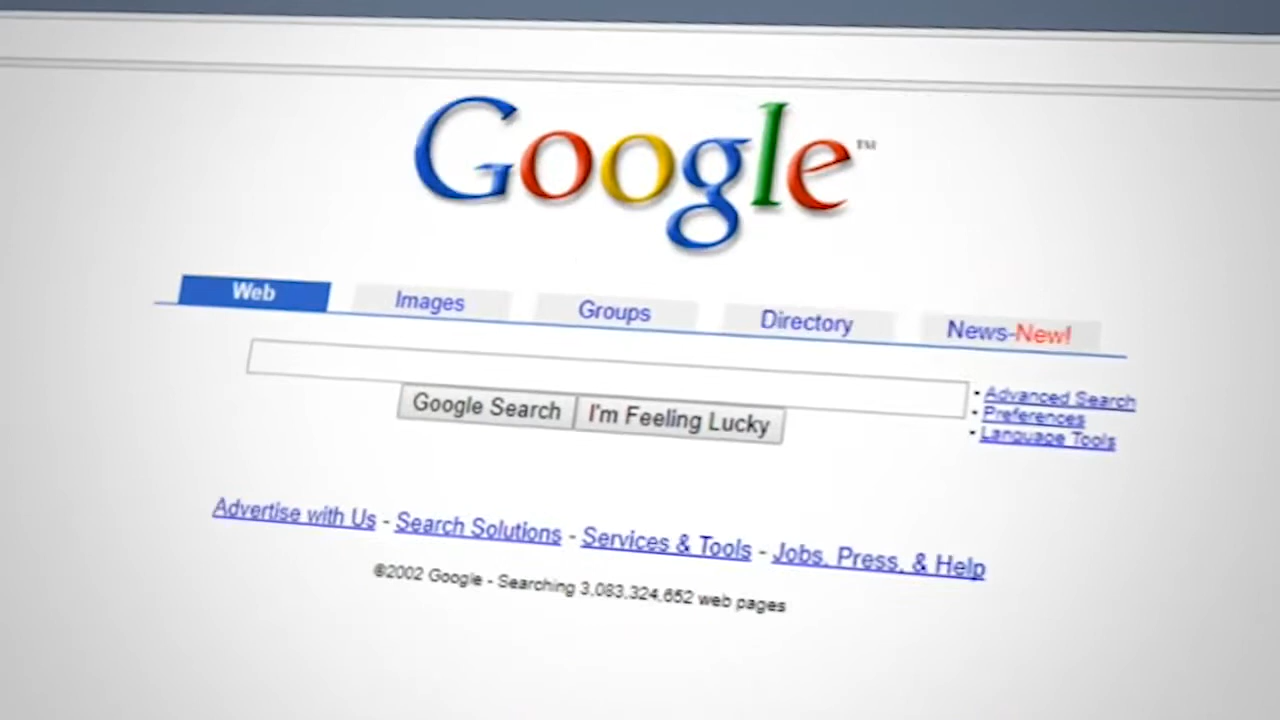 Google™
Web Images Groups Directory News-New!
• Advanced Search
• Preferences
• Language Tools
Google Search I'm Feeling Lucky
Advertise with Us - Search Solutions - Services & Tools - Jobs, Press, & Help
©2002 Google - Searching 3,083,324,652 web pages